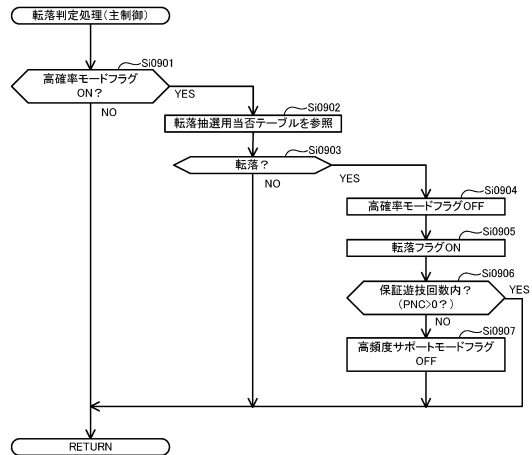 転落判定処理(主制御)
Si0901
高確率モードフラグ
ON?
YES
NO
Si0902
転落抽選用当否テーブルを参照
Si0903
転落?
YES
NO
Si0904
高確率モードフラグOFF
Si0905
転落フラグON
Si0906
保証遊技回数内?
(PNC>0?)
YES
NO
Si0907
高頻度サポートモードフラグ
OFF
RETURN